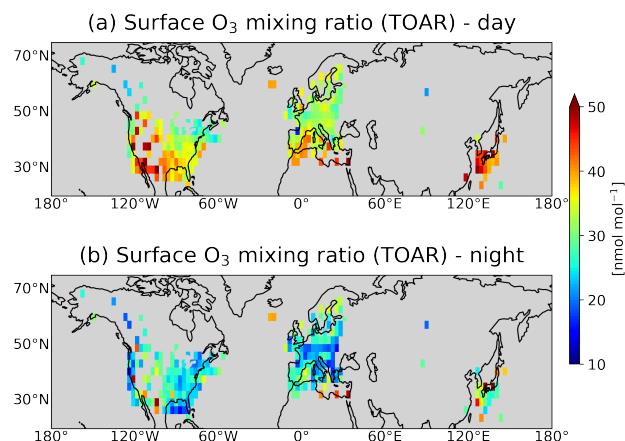 (a) Surface O₃ mixing ratio (TOAR) - day
70°N
50°N
30°N
180°
120°W
60°W
0°
60°E
120°E
180°
(b) Surface O₃ mixing ratio (TOAR) - night
70°N
50°N
30°N
180°
120°W
60°W
0°
60°E
120°E
180°
50
40
30
20
10
[nmol mol⁻¹]